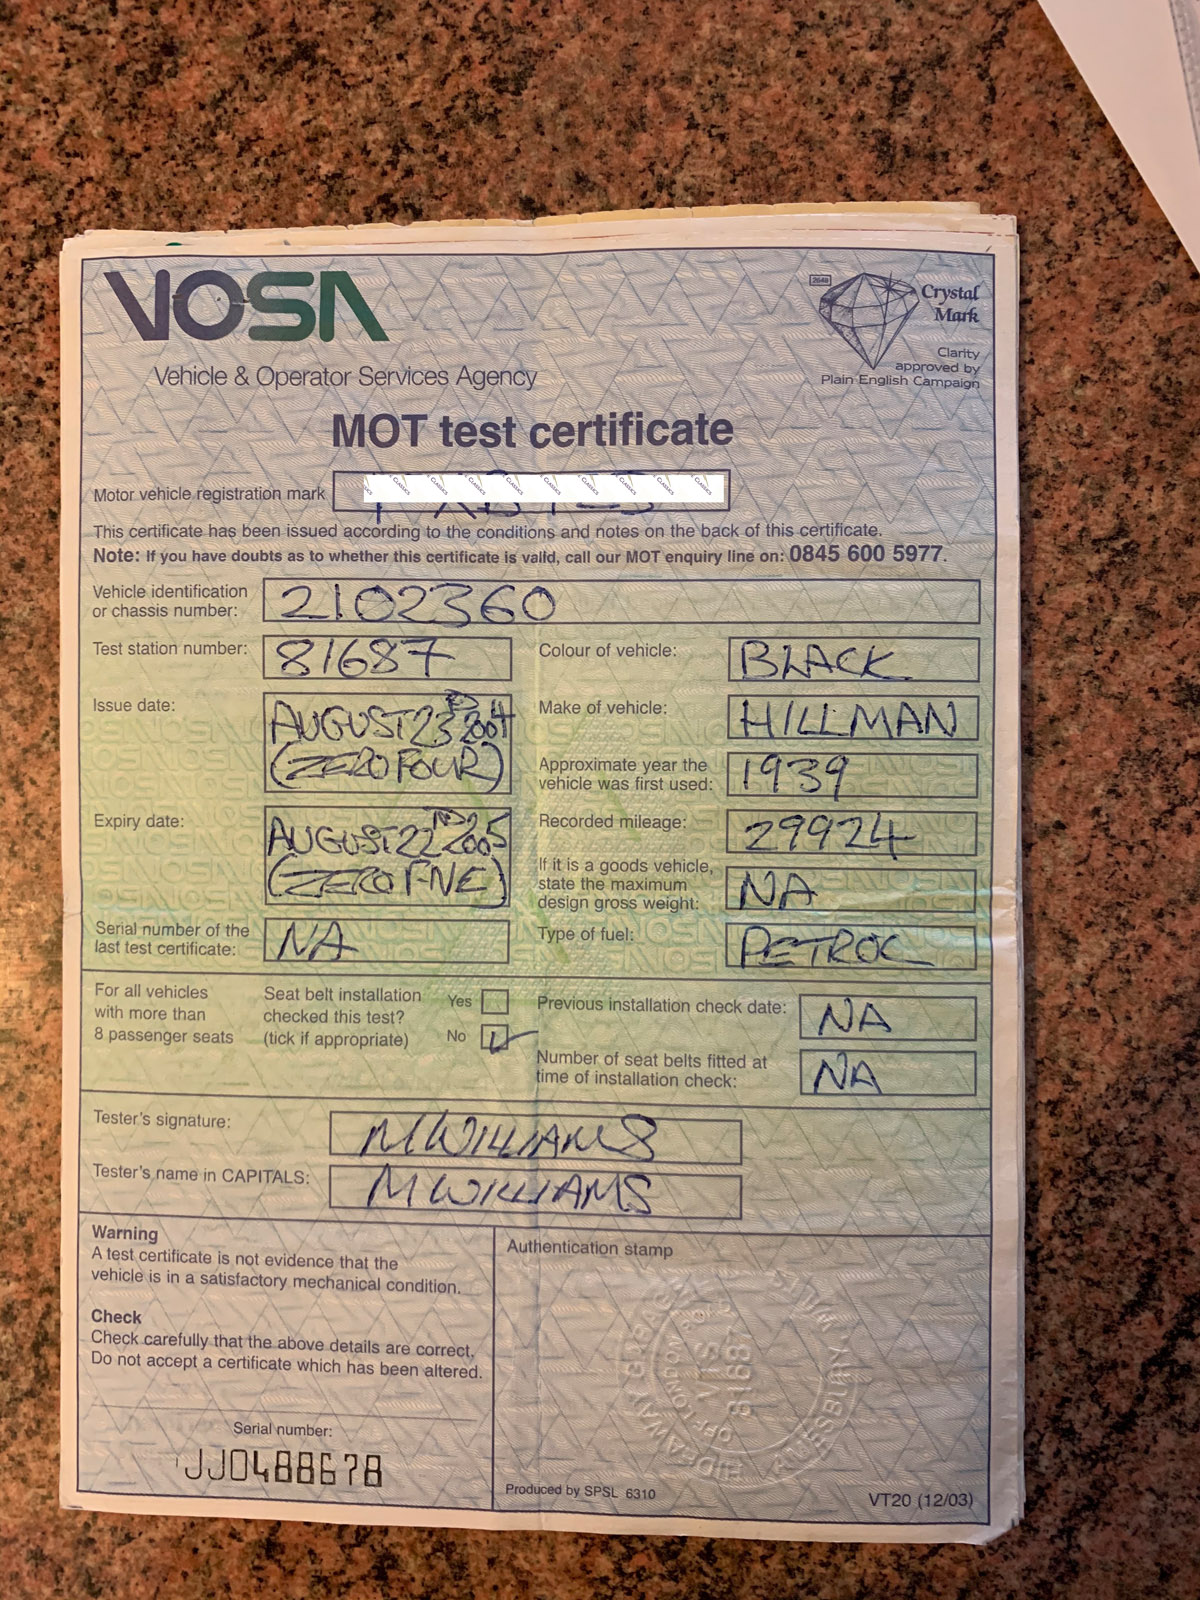 VOSA
Vehicle & Operator Services Agency
2648
Crystal
Mark
Clarity
approved by
Plain English Campaign
MOT test certificate
Motor vehicle registration mark
CLASSICS CLASSICS CLASSICS CLASSICS CLASSICS CLASSICS CLASSICS
This certificate has been issued according to the conditions and notes on the back of this certificate.
Note: If you have doubts as to whether this certificate is valid, call our MOT enquiry line on: 0845 600 5977.
Vehicle identification
or chassis number: 2102360
Test station number: 81687
Colour of vehicle: BLACK
Issue date: AUGUST 23RD 2004
(ZERO FOUR)
Make of vehicle: HILLMAN
Approximate year the
vehicle was first used: 1939
Expiry date: AUGUST 22ND 2005
(ZERO FIVE)
Recorded mileage: 29924
If it is a goods vehicle,
state the maximum
design gross weight: NA
Serial number of the
last test certificate: NA
Type of fuel: PETROL
For all vehicles
with more than
8 passenger seats
Seat belt installation
checked this test?
(tick if appropriate)
Yes
No
Previous installation check date: NA
Number of seat belts fitted at
time of installation check: NA
Tester's signature: M WILLIAMS
Tester's name in CAPITALS: M WILLIAMS
Warning
A test certificate is not evidence that the
vehicle is in a satisfactory mechanical condition.
Check
Check carefully that the above details are correct.
Do not accept a certificate which has been altered.
Serial number:
JJ0488678
Authentication stamp
AMESBURY
81687
Produced by SPSL 6310
VT20 (12/03)